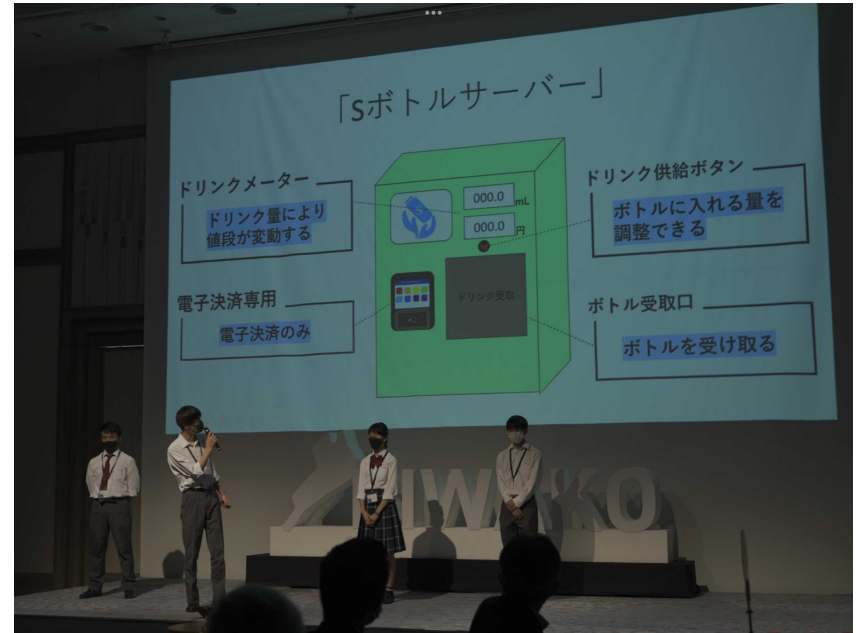 「Sボトルサーバー」
ドリンクメーター
ドリンク量により
値段が変動する
000.0 mL
000.0 円
ドリンク供給ボタン
ボトルに入れる量を
調整できる
電子決済専用
電子決済のみ
ドリンク受取
ボトル受取口
ボトルを受け取る